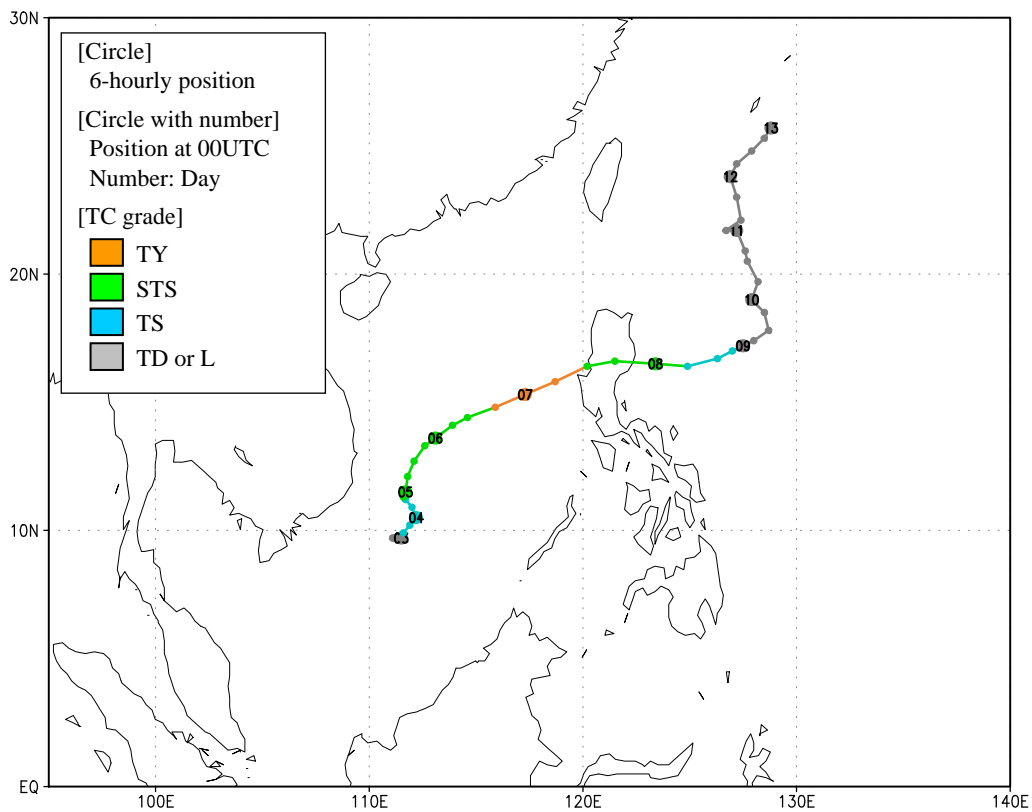 30N
[Circle]
6-hourly position
[Circle with number]
Position at 00UTC
Number: Day
[TC grade]
TY
STS
TS
TD or L
13
12
11
20N
10
09
08
07
06
05
04
10N
03
EQ
100E
110E
120E
130E
140E